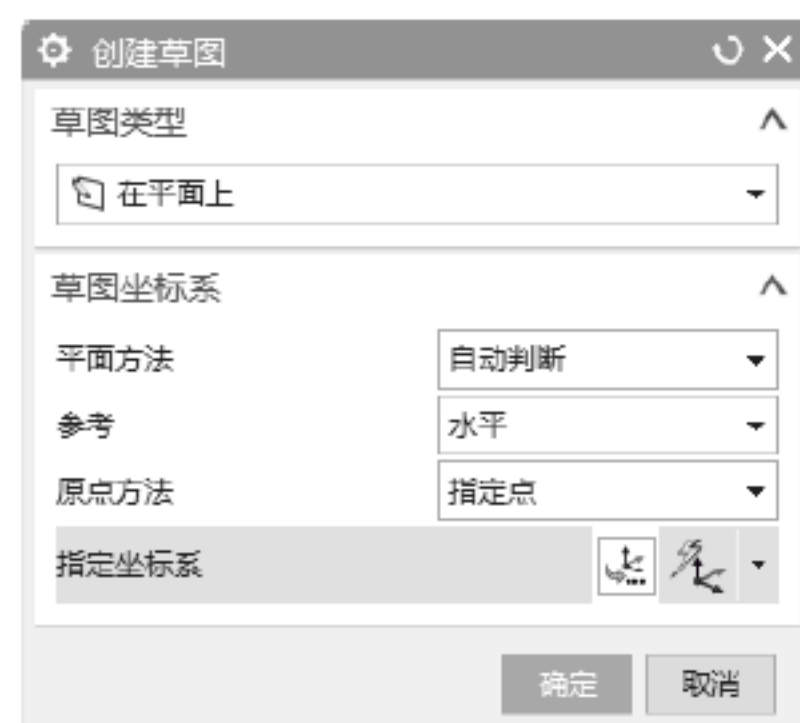 创建草图
草图类型
在平面上
草图坐标系
平面方法 自动判断
参考 水平
原点方法 指定点
指定坐标系
确定 取消